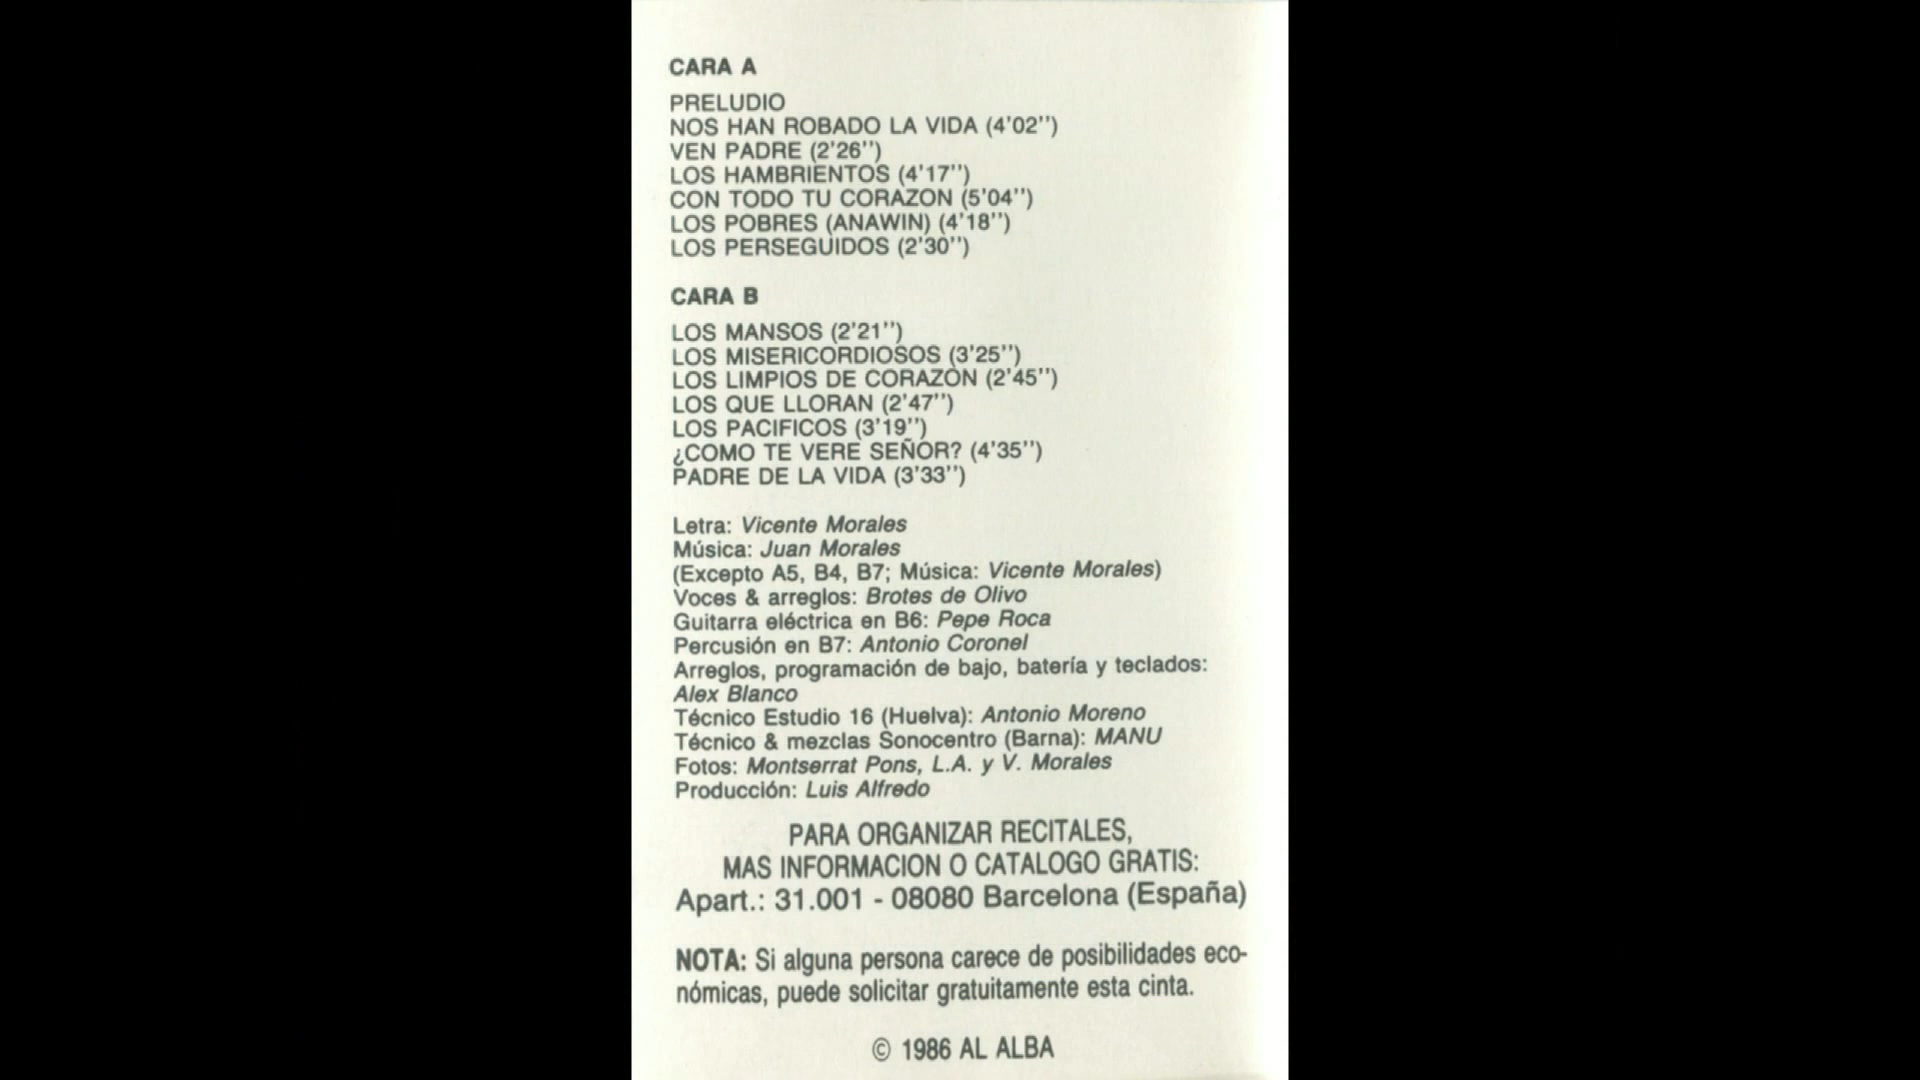 CARA A
PRELUDIO
NOS HAN ROBADO LA VIDA (4'02'')
VEN PADRE (2'26'')
LOS HAMBRIENTOS (4'17'')
CON TODO TU CORAZON (5'04'')
LOS POBRES (ANAWIN) (4'18'')
LOS PERSEGUIDOS (2'30'')
CARA B
LOS MANSOS (2'21'')
LOS MISERICORDIOSOS (3'25'')
LOS LIMPIOS DE CORAZON (2'45'')
LOS QUE LLORAN (2'47'')
LOS PACIFICOS (3'19'')
¿COMO TE VERE SEÑOR? (4'35'')
PADRE DE LA VIDA (3'33'')
Letra: Vicente Morales
Música: Juan Morales
(Excepto A5, B4, B7; Música: Vicente Morales)
Voces & arreglos: Brotes de Olivo
Guitarra eléctrica en B6: Pepe Roca
Percusión en B7: Antonio Coronel
Arreglos, programación de bajo, batería y teclados:
Alex Blanco
Técnico Estudio 16 (Huelva): Antonio Moreno
Técnico & mezclas Sonocentro (Barna): MANU
Fotos: Montserrat Pons, L.A. y V. Morales
Producción: Luis Alfredo
PARA ORGANIZAR RECITALES,
MAS INFORMACION O CATALOGO GRATIS:
Apart.: 31.001 - 08080 Barcelona (España)
NOTA: Si alguna persona carece de posibilidades eco-
nómicas, puede solicitar gratuitamente esta cinta.
© 1986 AL ALBA